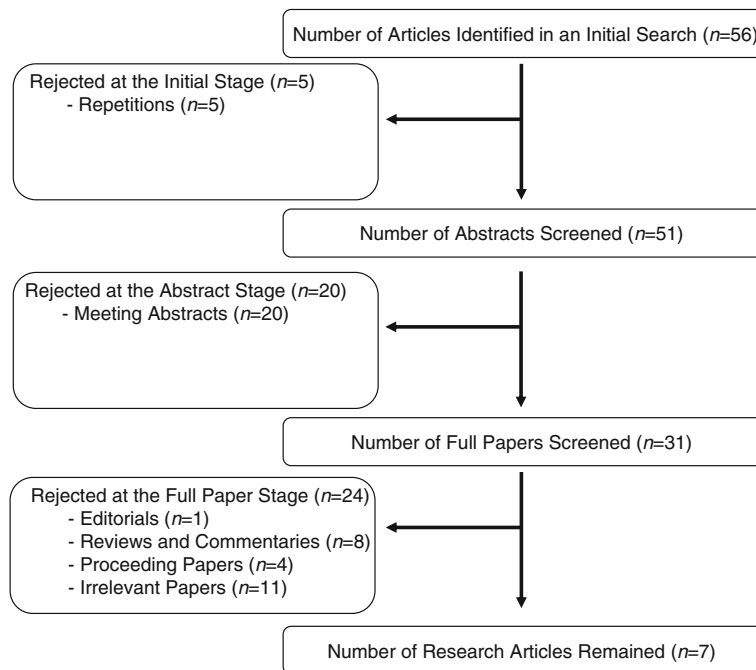 Number of Articles Identified in an Initial Search (n=56)
Rejected at the Initial Stage (n=5)
- Repetitions (n=5)
Number of Abstracts Screened (n=51)
Rejected at the Abstract Stage (n=20)
- Meeting Abstracts (n=20)
Number of Full Papers Screened (n=31)
Rejected at the Full Paper Stage (n=24)
- Editorials (n=1)
- Reviews and Commentaries (n=8)
- Proceeding Papers (n=4)
- Irrelevant Papers (n=11)
Number of Research Articles Remained (n=7)